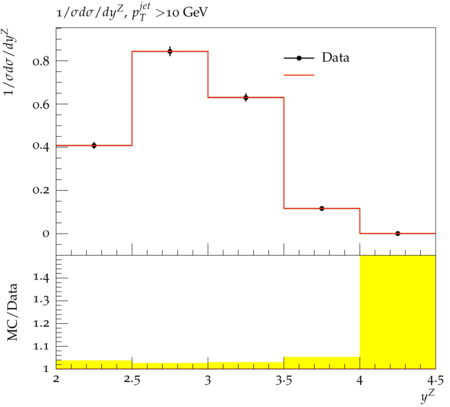 1/σdσ/dy^Z, p_T^jet >10 GeV
1/σdσ/dy^Z
0.8
0.6
0.4
0.2
0
Data
MC/Data
1.4
1.3
1.2
1.1
1
2 2.5 3 3.5 4 4.5
y^Z